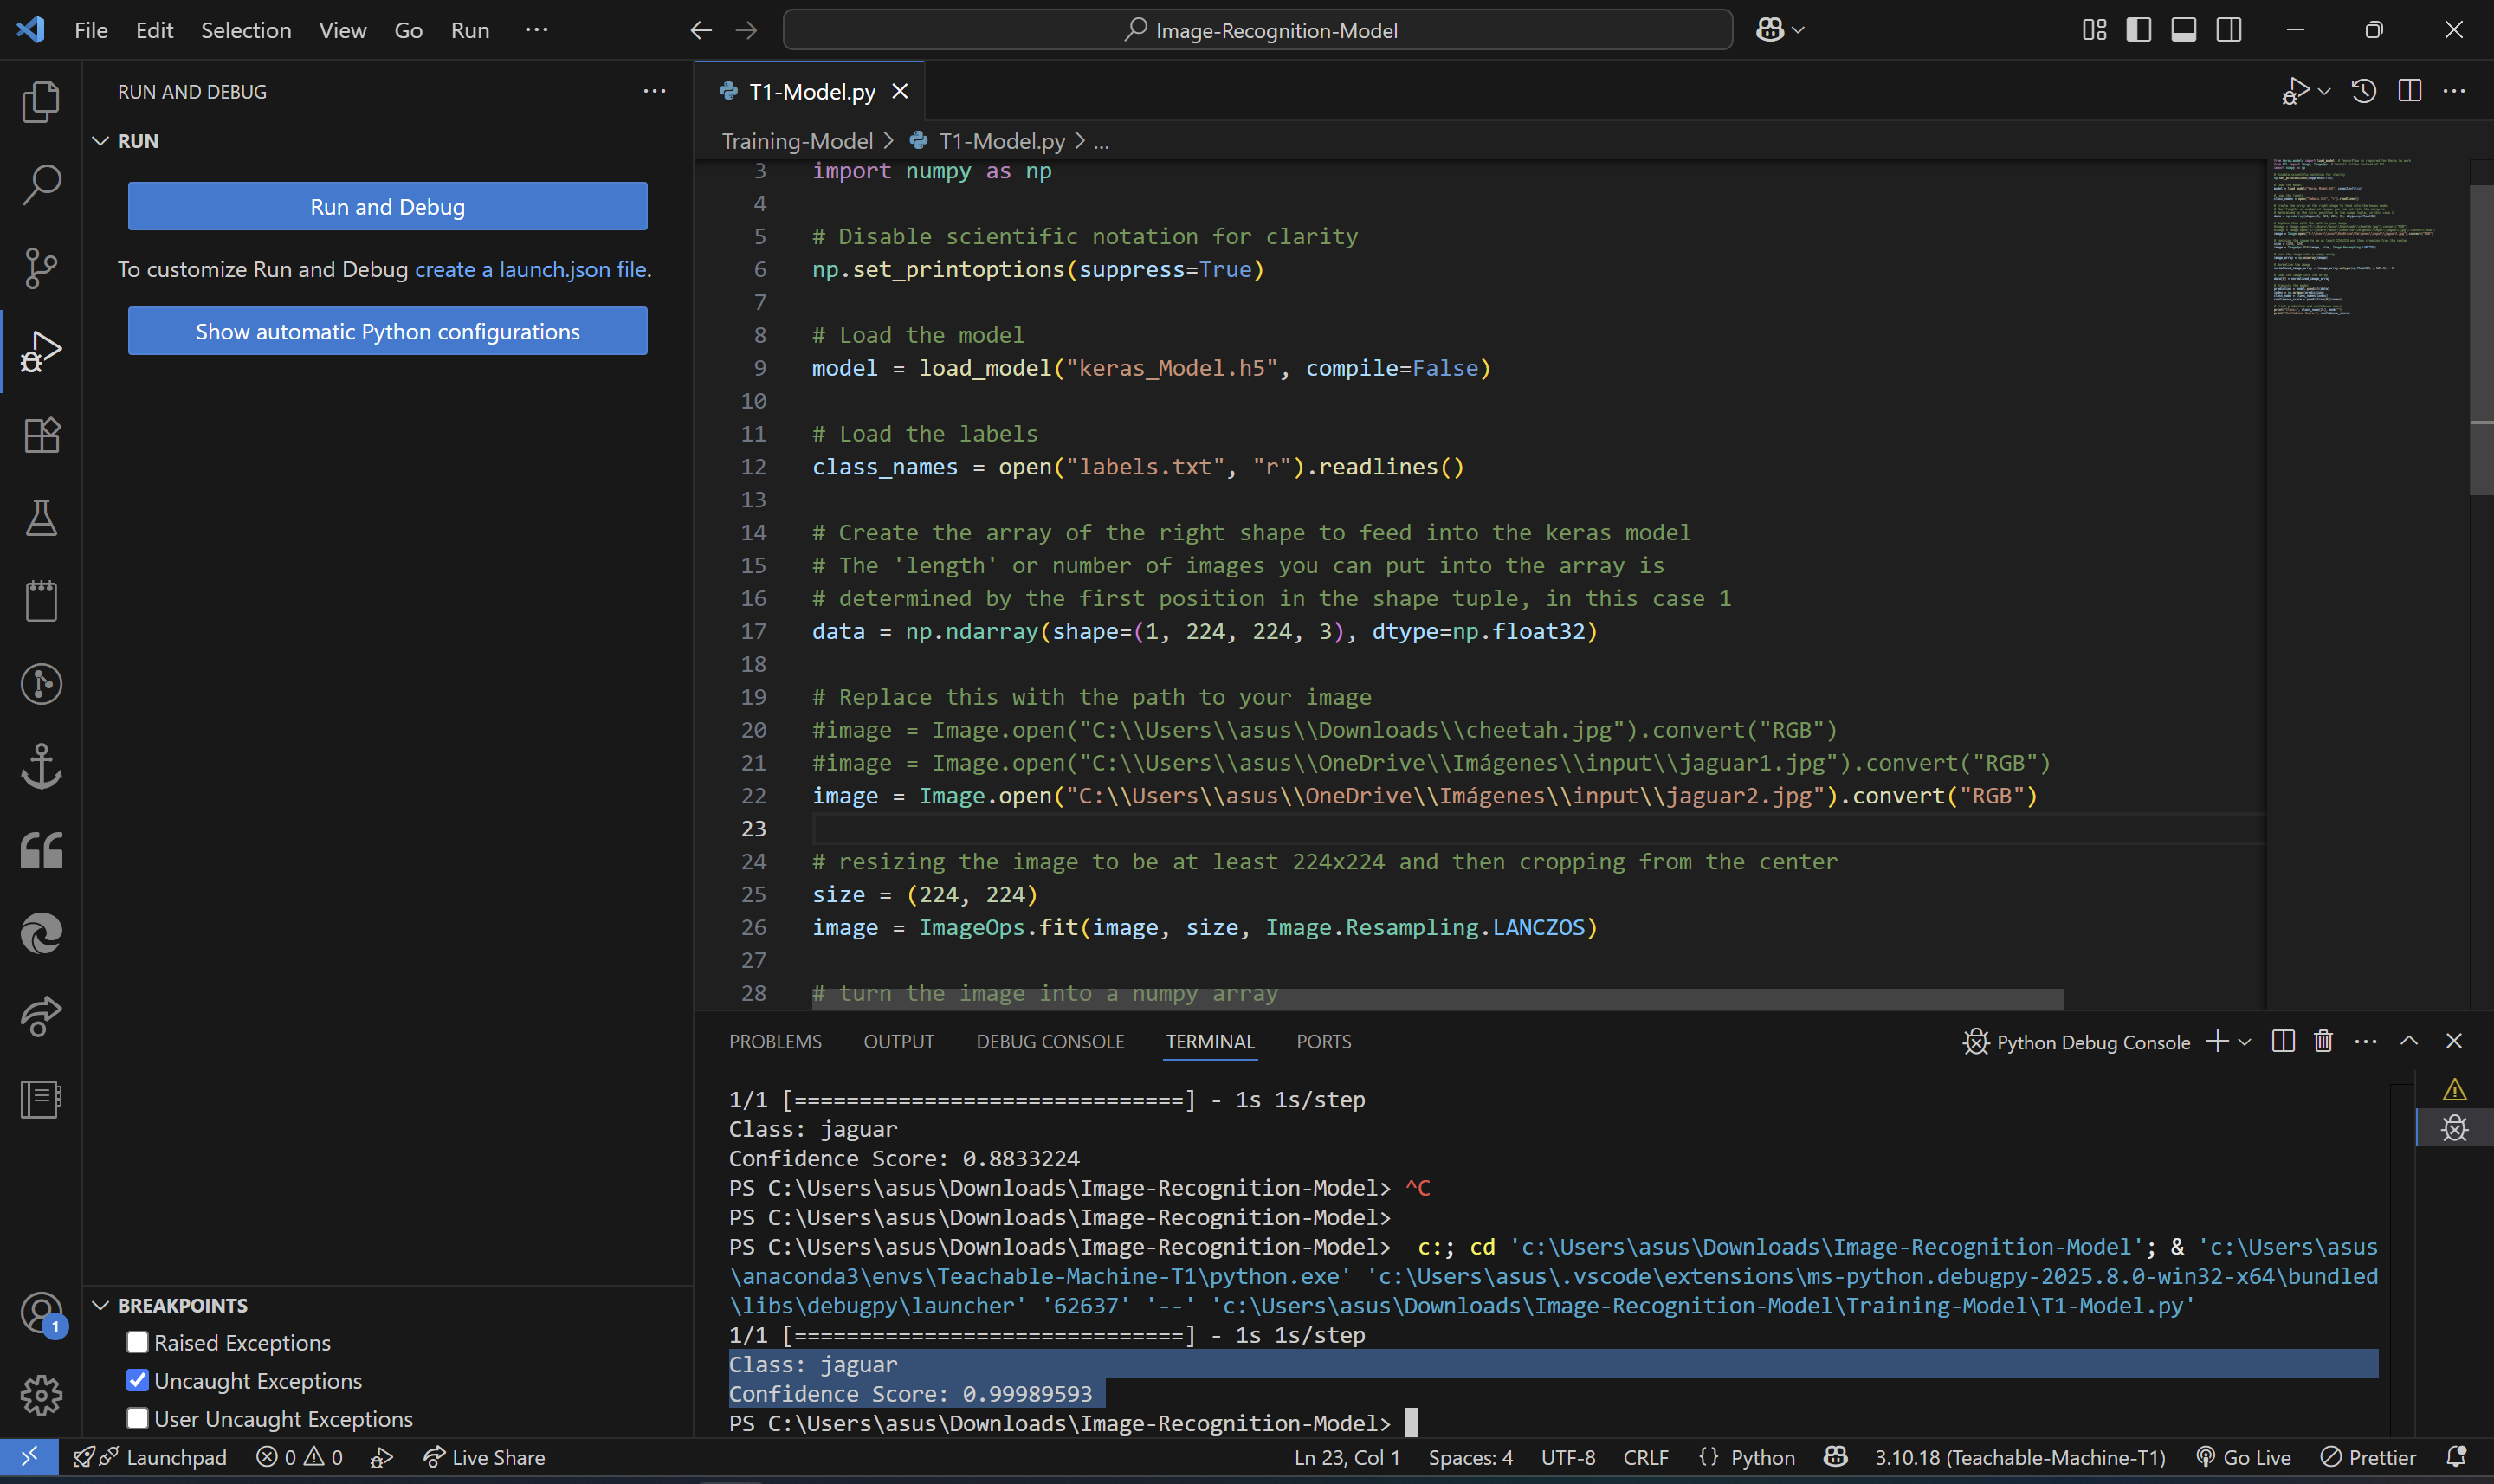 File Edit Selection View Go Run ...
Image-Recognition-Model
RUN AND DEBUG
RUN
Run and Debug
To customize Run and Debug create a launch.json file.
Show automatic Python configurations
BREAKPOINTS
Raised Exceptions
Uncaught Exceptions
User Uncaught Exceptions
1
T1-Model.py
Training-Model > T1-Model.py > ...
3 import numpy as np
4
5 # Disable scientific notation for clarity
6 np.set_printoptions(suppress=True)
7
8 # Load the model
9 model = load_model("keras_Model.h5", compile=False)
10
11 # Load the labels
12 class_names = open("labels.txt", "r").readlines()
13
14 # Create the array of the right shape to feed into the keras model
15 # The 'length' or number of images you can put into the array is
16 # determined by the first position in the shape tuple, in this case 1
17 data = np.ndarray(shape=(1, 224, 224, 3), dtype=np.float32)
18
19 # Replace this with the path to your image
20 #image = Image.open("C:\\Users\\asus\\Downloads\\cheetah.jpg").convert("RGB")
21 #image = Image.open("C:\\Users\\asus\\OneDrive\\Imágenes\\input\\jaguar1.jpg").convert("RGB")
22 image = Image.open("C:\\Users\\asus\\OneDrive\\Imágenes\\input\\jaguar2.jpg").convert("RGB")
23
24 # resizing the image to be at least 224x224 and then cropping from the center
25 size = (224, 224)
26 image = ImageOps.fit(image, size, Image.Resampling.LANCZOS)
27
28 # turn the image into a numpy array
PROBLEMS OUTPUT DEBUG CONSOLE TERMINAL PORTS
Python Debug Console
1/1 [==============================] - 1s 1s/step
Class: jaguar
Confidence Score: 0.8833224
PS C:\Users\asus\Downloads\Image-Recognition-Model> ^C
PS C:\Users\asus\Downloads\Image-Recognition-Model>
PS C:\Users\asus\Downloads\Image-Recognition-Model>  c:; cd 'c:\Users\asus\Downloads\Image-Recognition-Model'; & 'c:\Users\asus
\anaconda3\envs\Teachable-Machine-T1\python.exe' 'c:\Users\asus\.vscode\extensions\ms-python.debugpy-2025.8.0-win32-x64\bundled
\libs\debugpy\launcher' '62637' '--' 'c:\Users\asus\Downloads\Image-Recognition-Model\Training-Model\T1-Model.py'
1/1 [==============================] - 1s 1s/step
Class: jaguar
Confidence Score: 0.99989593
PS C:\Users\asus\Downloads\Image-Recognition-Model>
Launchpad 0 0 Live Share Ln 23, Col 1 Spaces: 4 UTF-8 CRLF {} Python 3.10.18 (Teachable-Machine-T1) Go Live Prettier